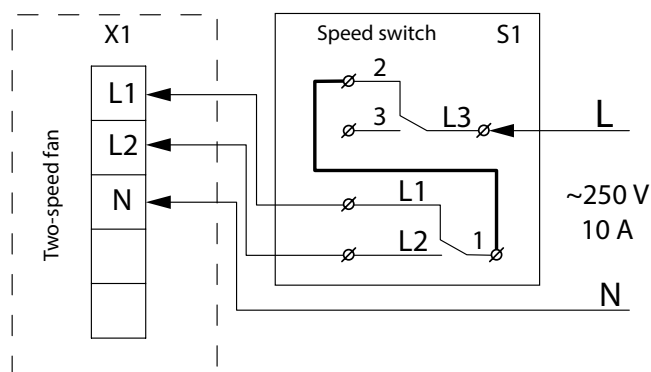 X1
Two-speed fan
L1
L2
N
Speed switch
S1
2
3
L3
L1
L2
1
L
~250 V
10 A
N